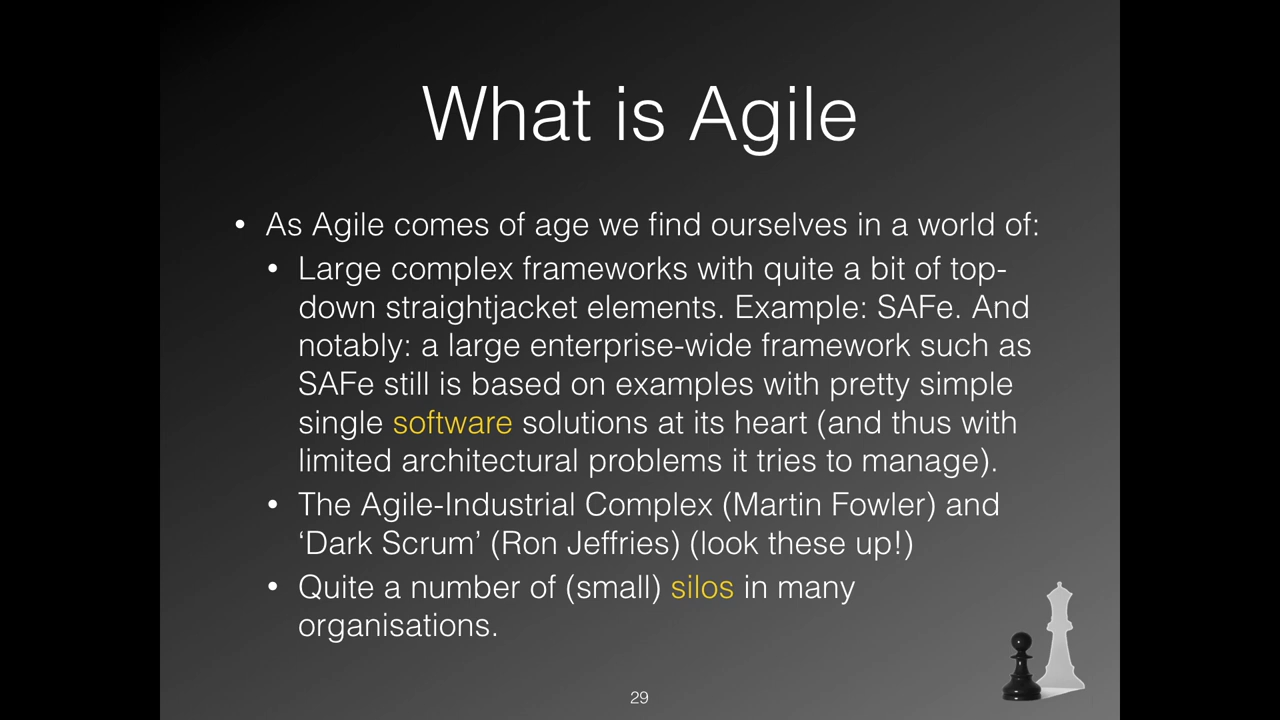 What is Agile
• As Agile comes of age we find ourselves in a world of:
• Large complex frameworks with quite a bit of top-
down straightjacket elements. Example: SAFe. And
notably: a large enterprise-wide framework such as
SAFe still is based on examples with pretty simple
single software solutions at its heart (and thus with
limited architectural problems it tries to manage).
• The Agile-Industrial Complex (Martin Fowler) and
‘Dark Scrum’ (Ron Jeffries) (look these up!)
• Quite a number of (small) silos in many
organisations.
29